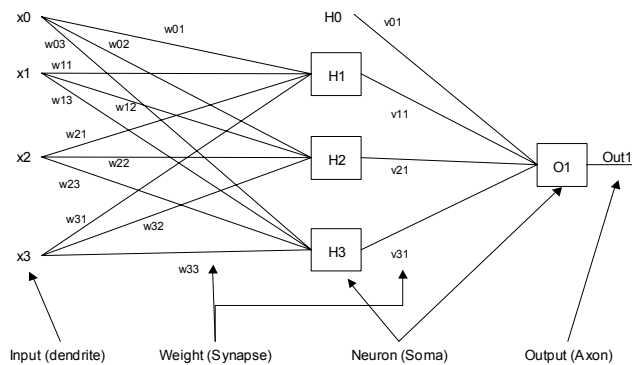 x0
H0
w01
v01
w03
w02
x1
w11
H1
w13
w12
v11
w21
x2
w22
H2
v21
O1
Out1
w23
w31
w32
x3
w33
H3
v31
Input (dendrite)
Weight (Synapse)
Neuron (Soma)
Output (Axon)